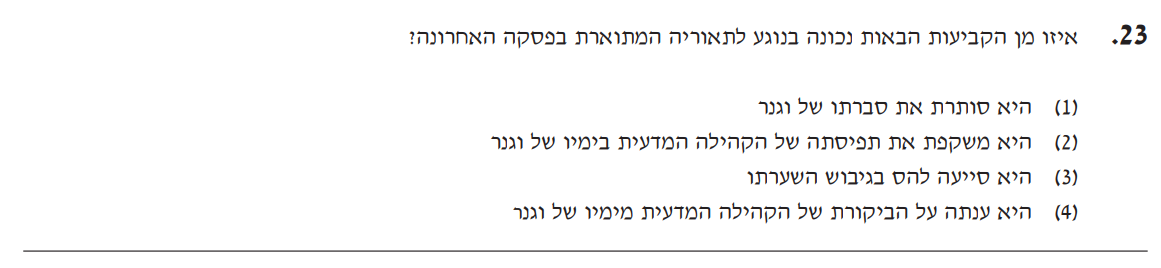 23. איזו מן הקביעות הבאות נכונה בנוגע לתאוריה המתוארת בפסקה האחרונה?
(1) היא סותרת את סברתו של וגנר
(2) היא משקפת את תפיסתה של הקהילה המדעית בימיו של וגנר
(3) היא סייעה להס בגיבוש השערתו
(4) היא ענתה על הביקורת של הקהילה המדעית מימיו של וגנר